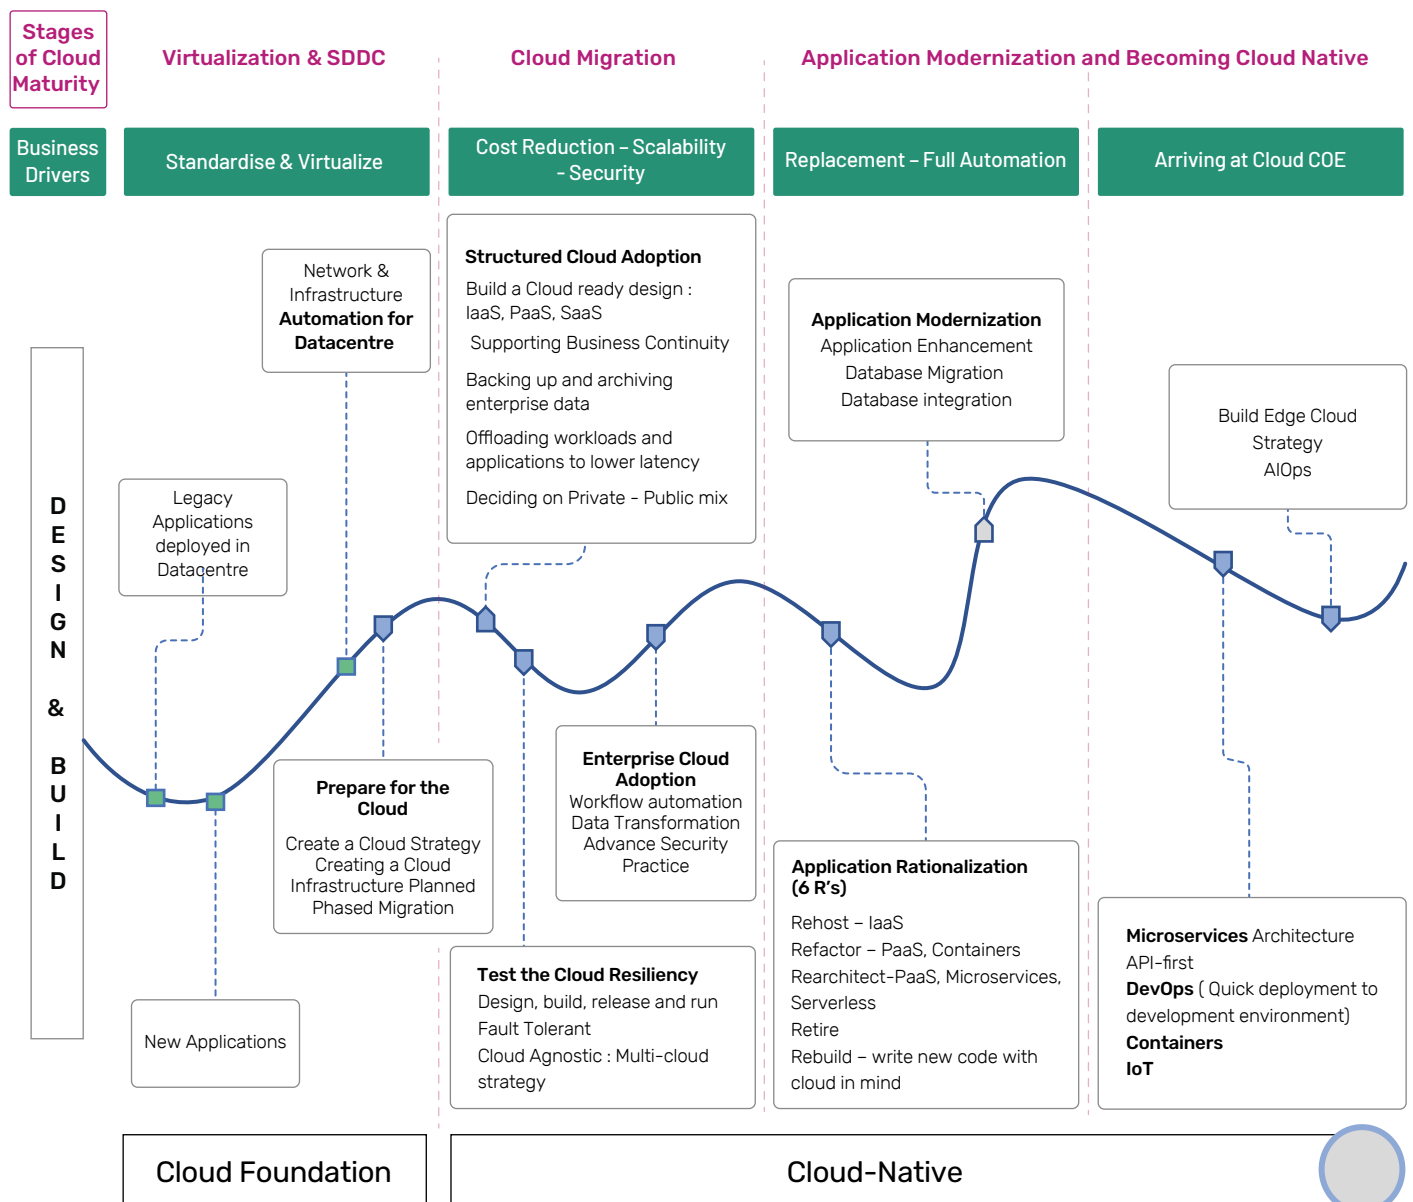 Stages
of Cloud
Maturity
Virtualization & SDDC
Cloud Migration
Application Modernization and Becoming Cloud Native
Business
Drivers
Standardise & Virtualize
Cost Reduction – Scalability
- Security
Replacement – Full Automation
Arriving at Cloud COE
DESIGN & BUILD
Legacy
Applications
deployed in
Datacentre
Network &
Infrastructure
Automation for
Datacentre
New Applications
Prepare for the
Cloud
Create a Cloud Strategy
Creating a Cloud
Infrastructure Planned
Phased Migration
Structured Cloud Adoption
Build a Cloud ready design :
IaaS, PaaS, SaaS
Supporting Business Continuity
Backing up and archiving
enterprise data
Offloading workloads and
applications to lower latency
Deciding on Private - Public mix
Enterprise Cloud
Adoption
Workflow automation
Data Transformation
Advance Security
Practice
Test the Cloud Resiliency
Design, build, release and run
Fault Tolerant
Cloud Agnostic : Multi-cloud
strategy
Application Modernization
Application Enhancement
Database Migration
Database integration
Application Rationalization
(6 R’s)
Rehost – IaaS
Refactor – PaaS, Containers
Rearchitect-PaaS, Microservices,
Serverless
Retire
Rebuild – write new code with
cloud in mind
Build Edge Cloud
Strategy
AIOps
Microservices Architecture
API-first
DevOps ( Quick deployment to
development environment)
Containers
IoT
Cloud Foundation
Cloud-Native